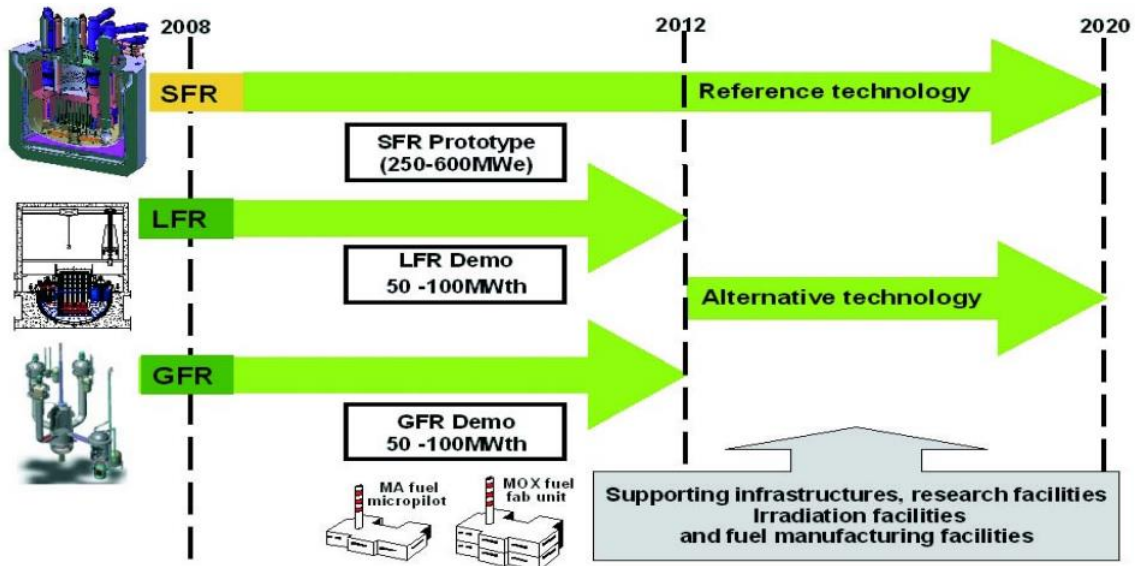 2008
2012
2020
SFR
Reference technology
SFR Prototype
(250-600MWe)
LFR
LFR Demo
50 -100MWth
Alternative technology
GFR
GFR Demo
50 -100MWth
MA fuel
micropilot
MOX fuel
fab unit
Supporting infrastructures, research facilities
Irradiation facilities
and fuel manufacturing facilities